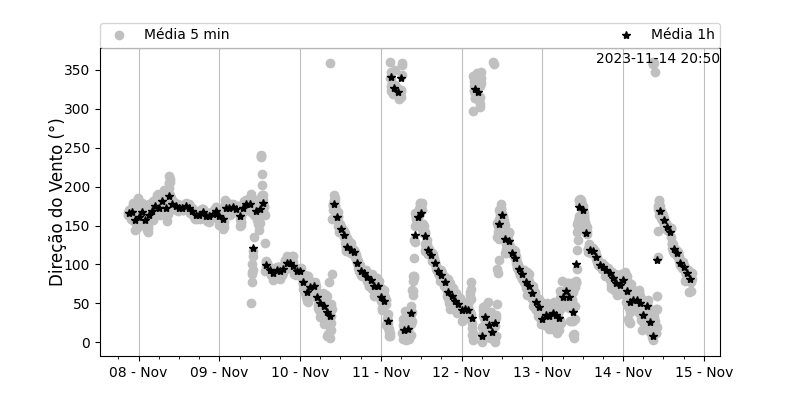 Média 5 min
Média 1h
2023-11-14 20:50
Direção do Vento (°)
350
300
250
200
150
100
50
0
08 - Nov
09 - Nov
10 - Nov
11 - Nov
12 - Nov
13 - Nov
14 - Nov
15 - Nov